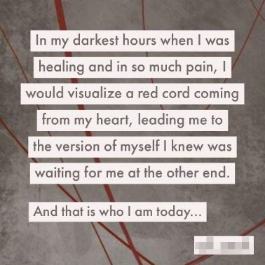 In my darkest hours when I was
healing and in so much pain, I
would visualize a red cord coming
from my heart, leading me to
the version of myself I knew was
waiting for me at the other end.
And that is who I am today...